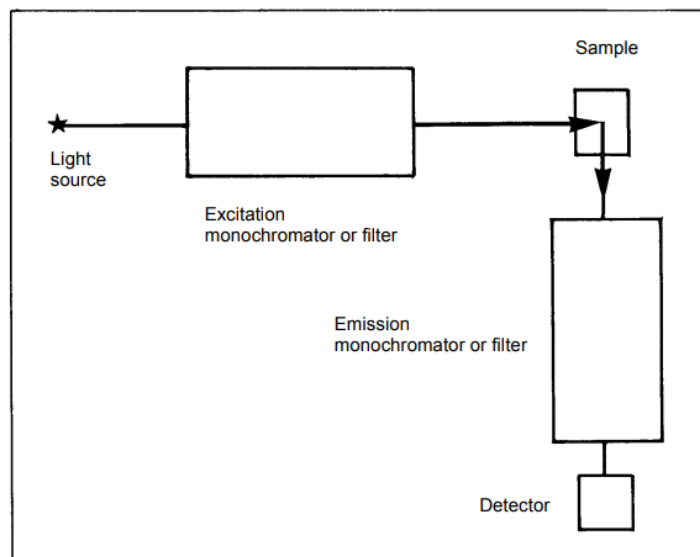 Sample
Light
source
Excitation
monochromator or filter
Emission
monochromator or filter
Detector